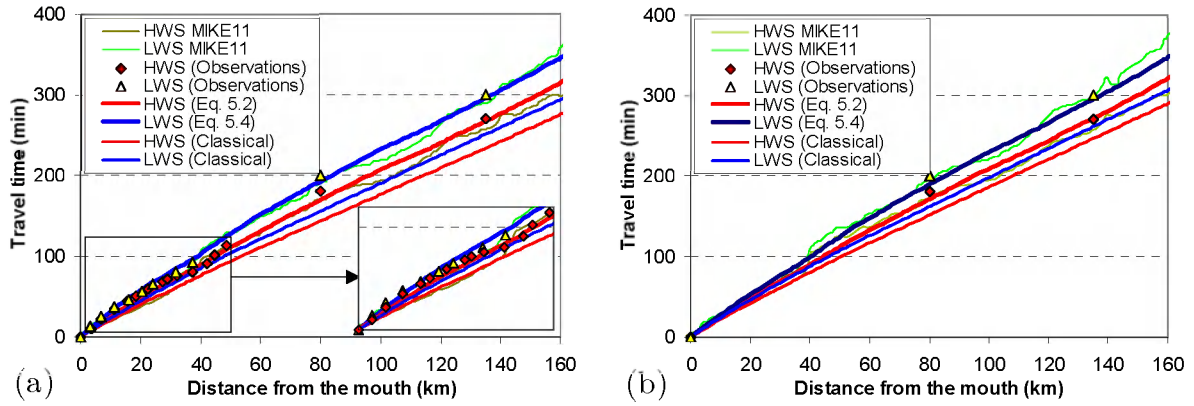 400
300
200
100
0
Travel time (min)
HWS MIKE11
LWS MIKE11
HWS (Observations)
LWS (Observations)
HWS (Eq. 5.2)
LWS (Eq. 5.4)
HWS (Classical)
LWS (Classical)
0 20 40 60 80 100 120 140 160
Distance from the mouth (km)
(a)
400
300
200
100
0
Travel time (min)
HWS MIKE11
LWS MIKE11
HWS (Observations)
LWS (Observations)
HWS (Eq. 5.2)
LWS (Eq. 5.4)
HWS (Classical)
LWS (Classical)
0 20 40 60 80 100 120 140 160
Distance from the mouth (km)
(b)